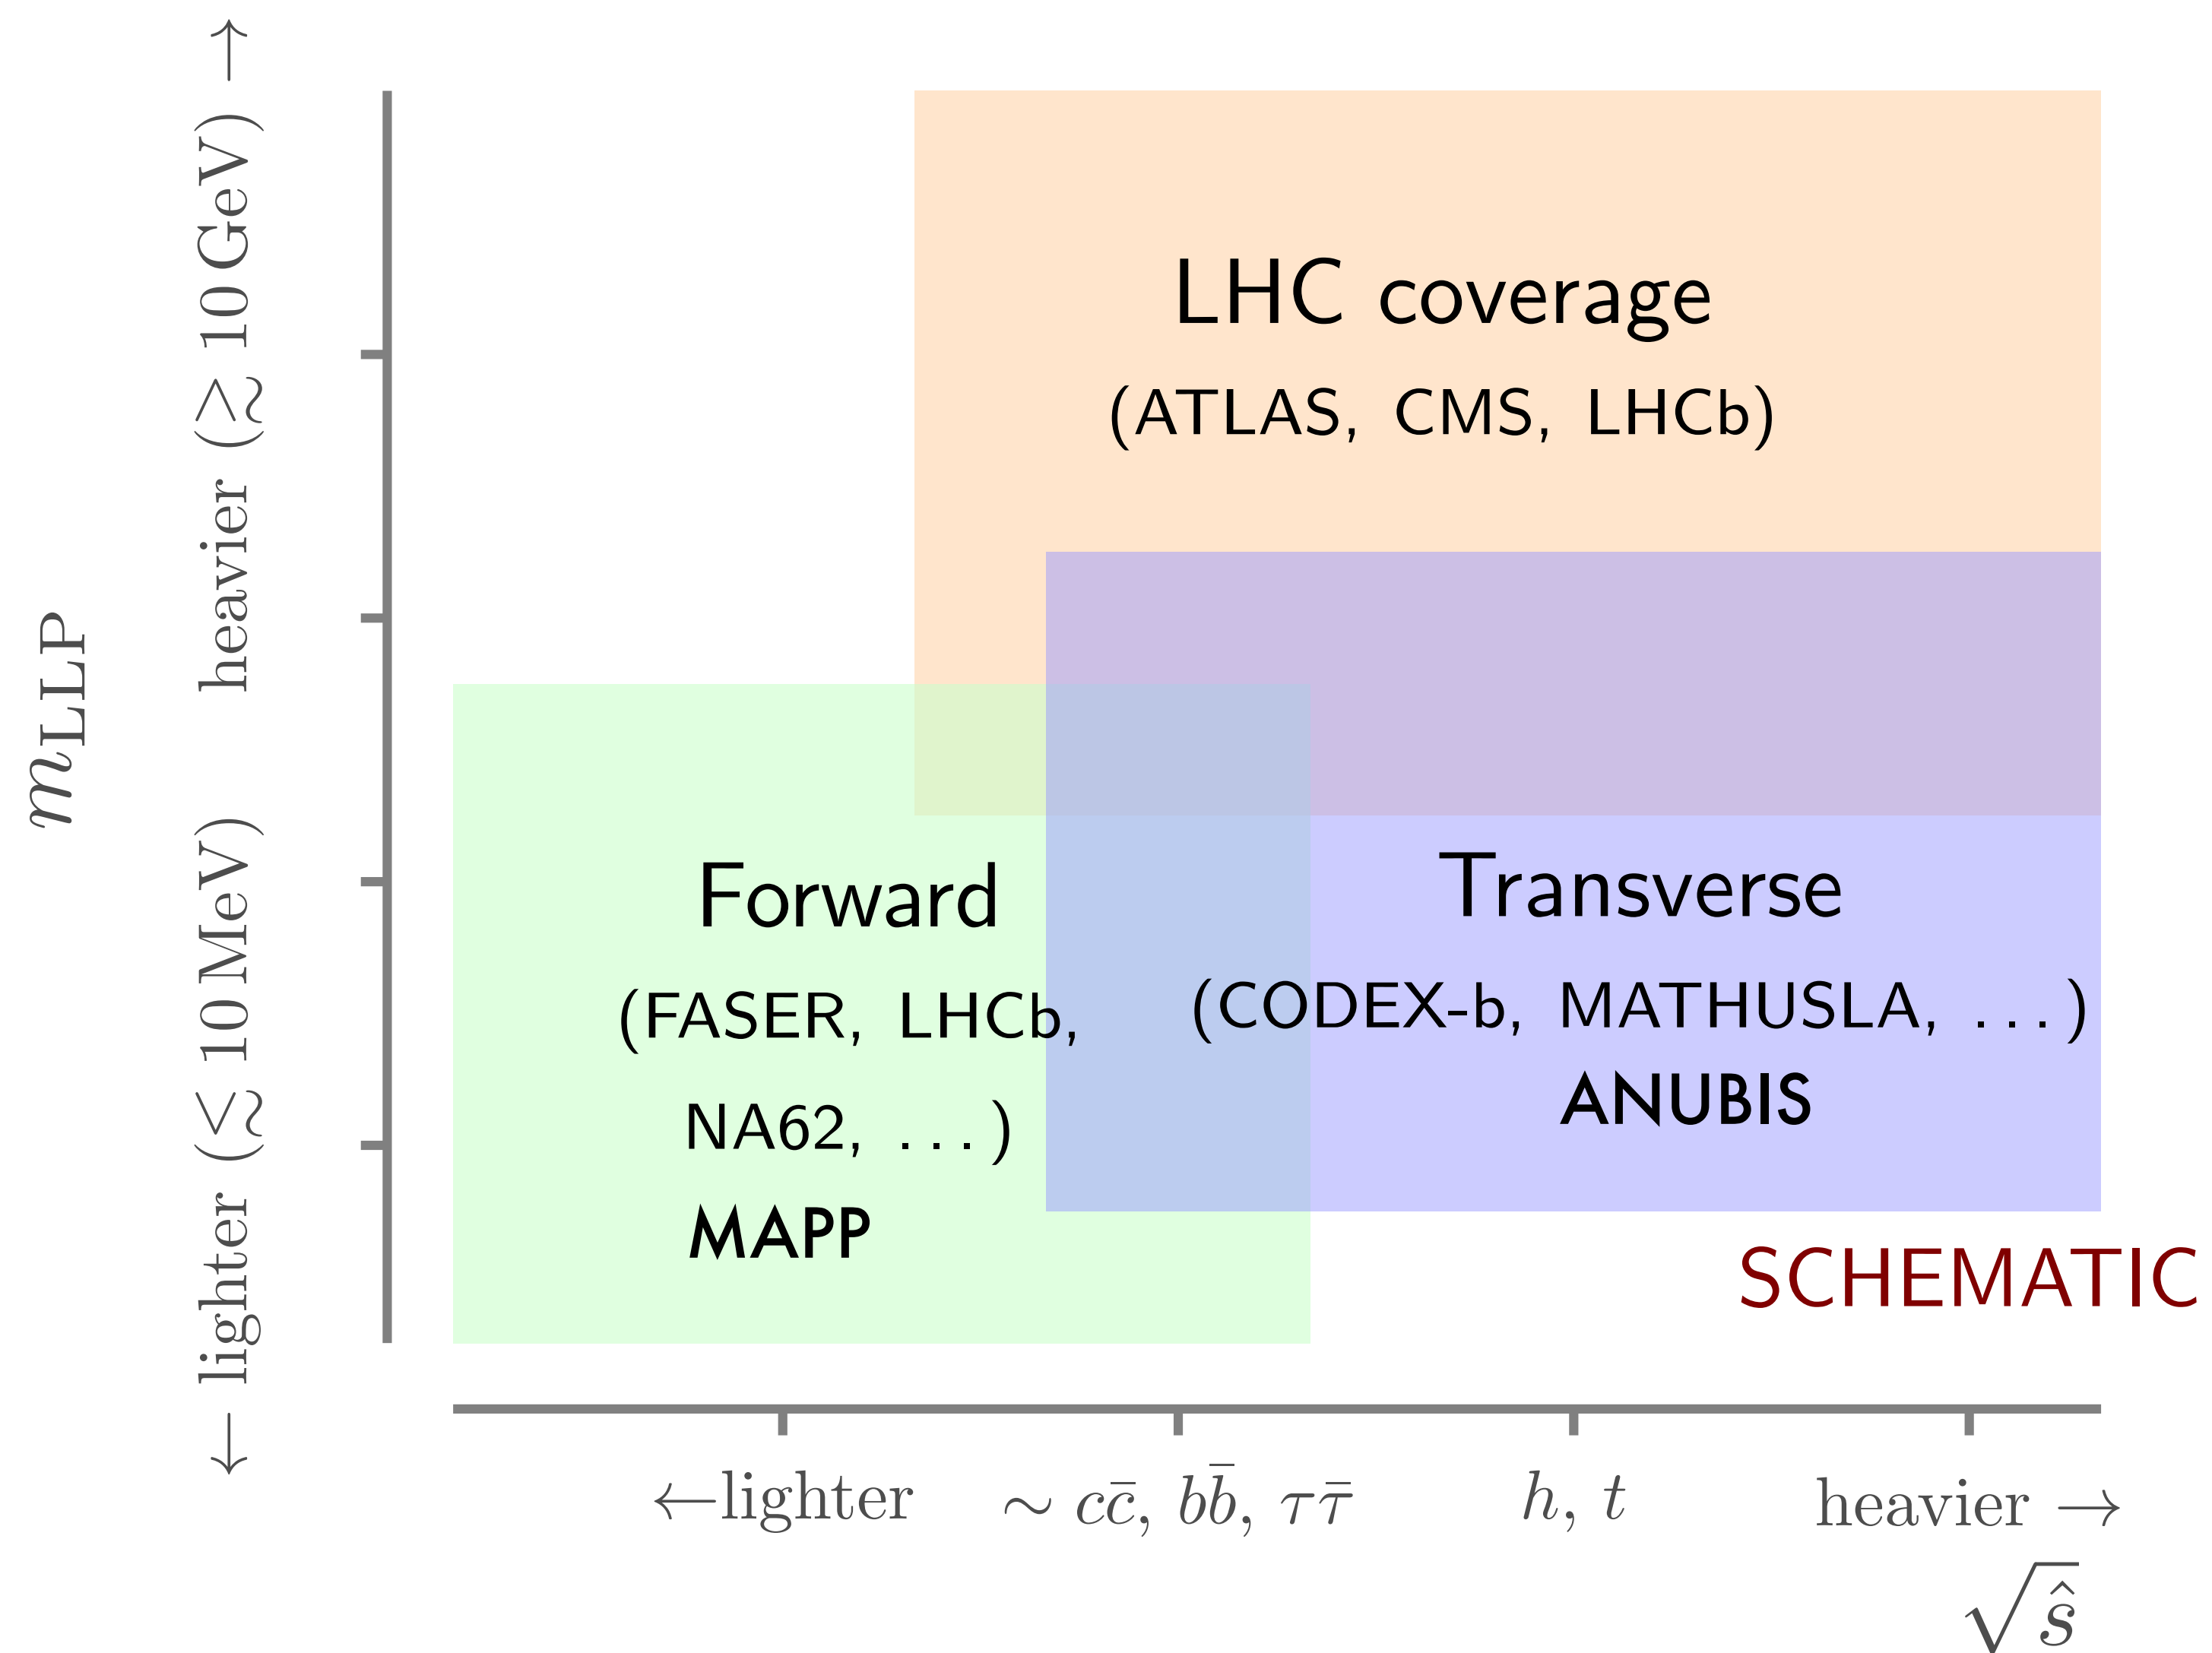 LHC coverage
(ATLAS, CMS, LHCb)
Forward
(FASER, LHCb,
NA62, ...)
MAPP
Transverse
(CODEX-b, MATHUSLA, ...)
ANUBIS
SCHEMATIC
m_LLP
← lighter (≲ 10 MeV) heavier (≳ 10 GeV) →
←lighter ∼ cc̄, bb̄, ττ̄ h, t heavier →
√ŝ